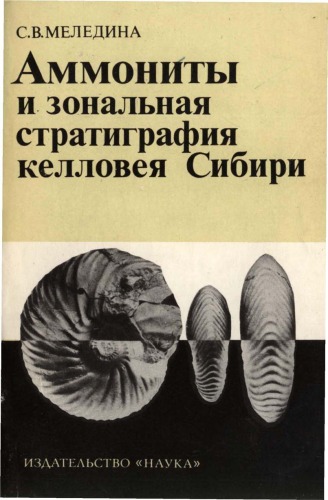 С.В.МЕЛЕДИНА
Аммониты
и зональная
стратиграфия
келловея Сибири
ИЗДАТЕЛЬСТВО «НАУКА»